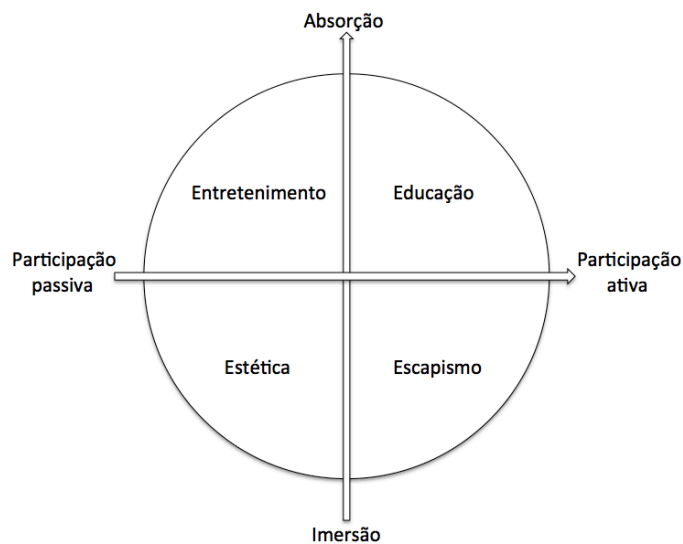 Absorção
Entretenimento
Educação
Participação
passiva
Participação
ativa
Estética
Escapismo
Imersão